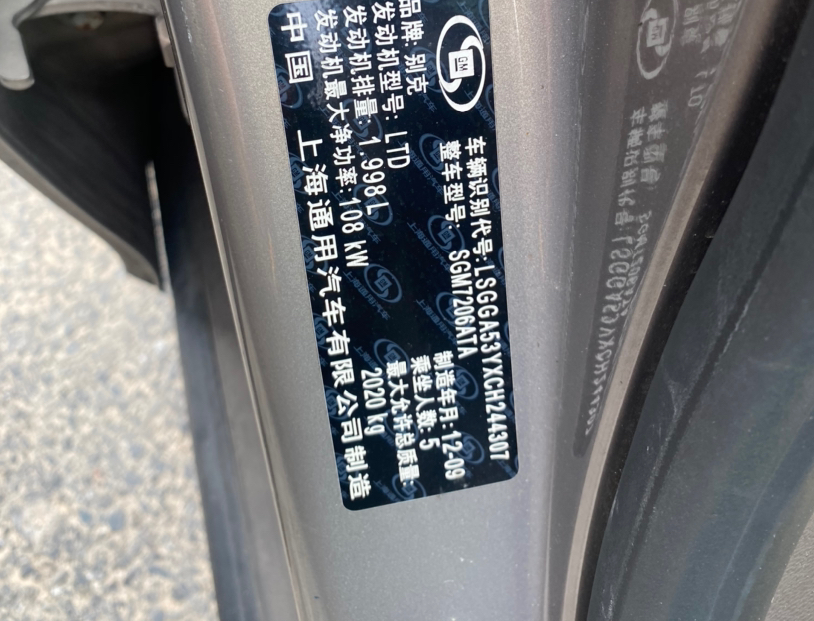 GM
车辆识别代号: LSGGA53YXCH244307
品牌: 别克
整车型号: SGM7206ATA
发动机型号: LTD
制造年月: 12-09
发动机排量: 1.998L
乘坐人数: 5
发动机最大净功率: 108 kW
最大允许总质量:
2020 kg
中国
上海通用汽车有限公司制造